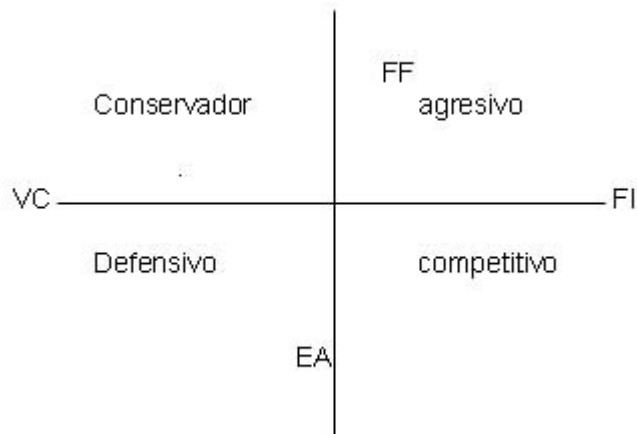 FF
Conservador agresivo
VC FI
Defensivo competitivo
EA